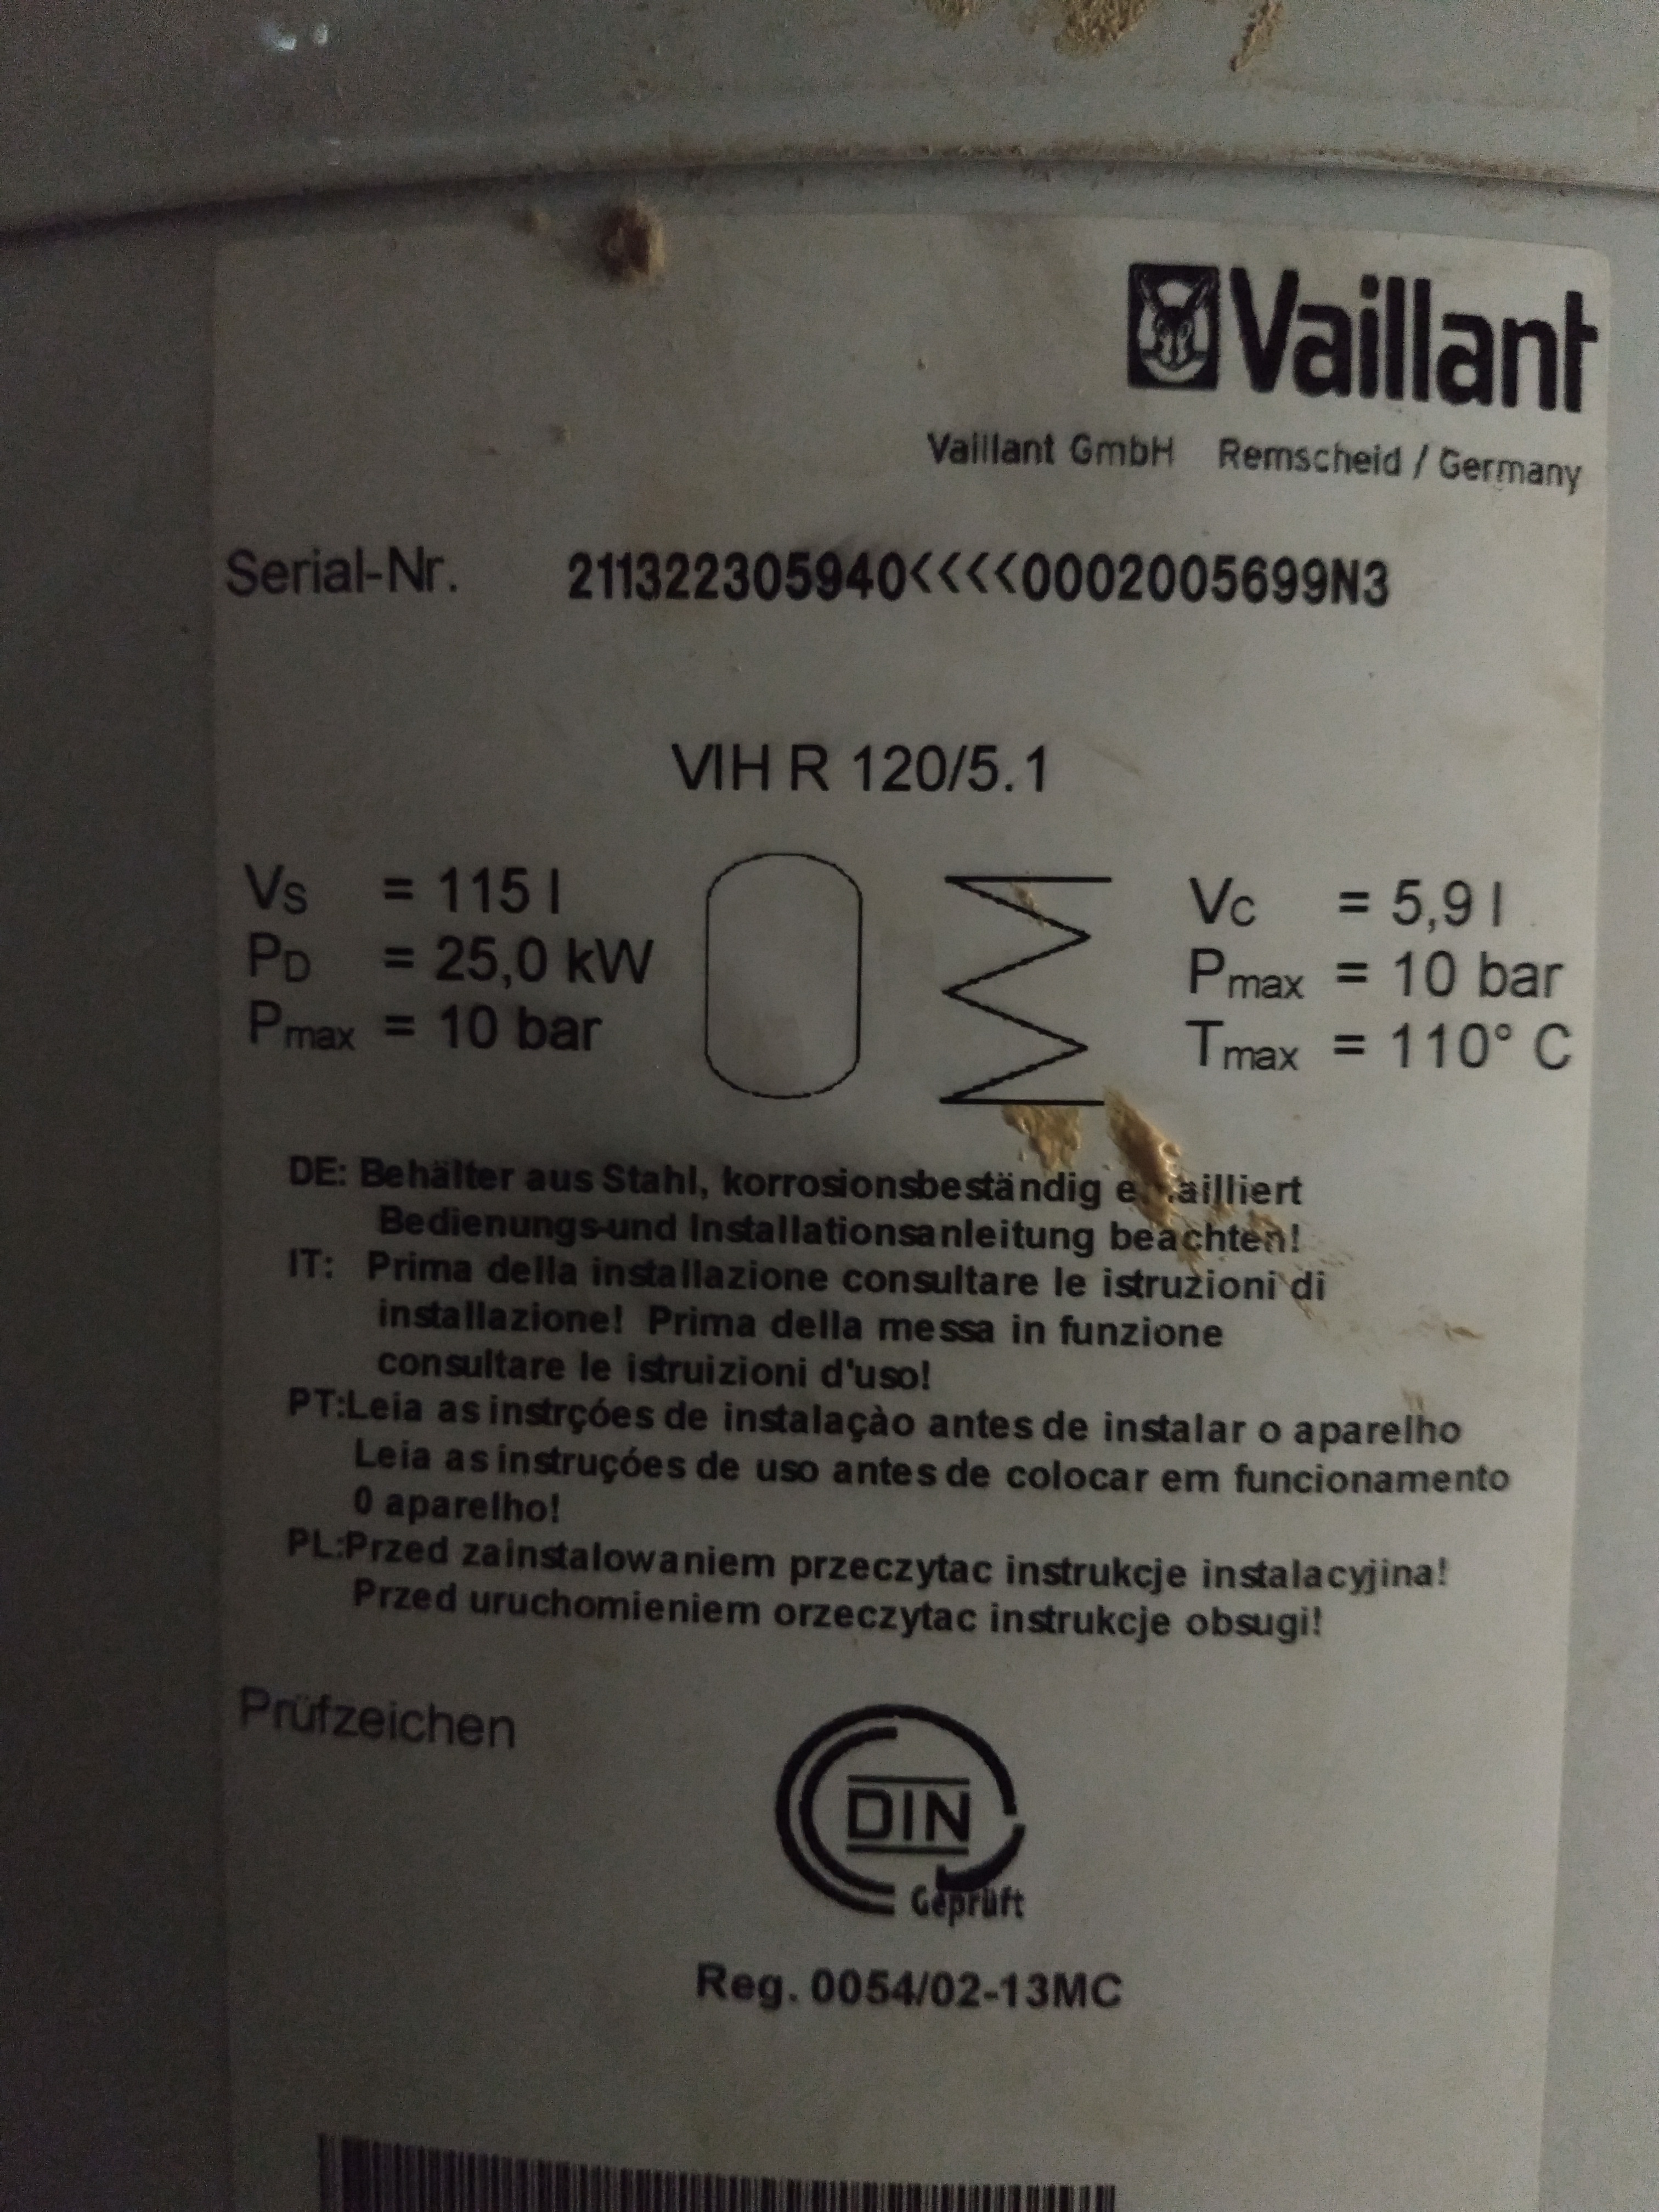 Vaillant
Vaillant GmbH Remscheid / Germany
Serial-Nr. 211322305940<<<<0002005699N3
VIH R 120/5.1
Vs = 115 l
PD = 25,0 kW
Pmax = 10 bar
Vc = 5,9 l
Pmax = 10 bar
Tmax = 110° C
DE: Behälter aus Stahl, korrosionsbeständig
Bedienungs-und Installationsanleitung beachten!
IT: Prima della installazione consultare le istruzioni di
installazione! Prima della messa in funzione
consultare le istruizioni d'uso!
PT:Leia as instrçóes de instalaçào antes de instalar o aparelho
Leia as instruçóes de uso antes de colocar em funcionamento
0 aparelho!
PL:Przed zainstalowaniem przeczytac instrukcje instalacyjina!
Przed uruchomieniem orzeczytac instrukcje obsugi!
Prüfzeichen
DIN
Geprüft
Reg. 0054/02-13MC